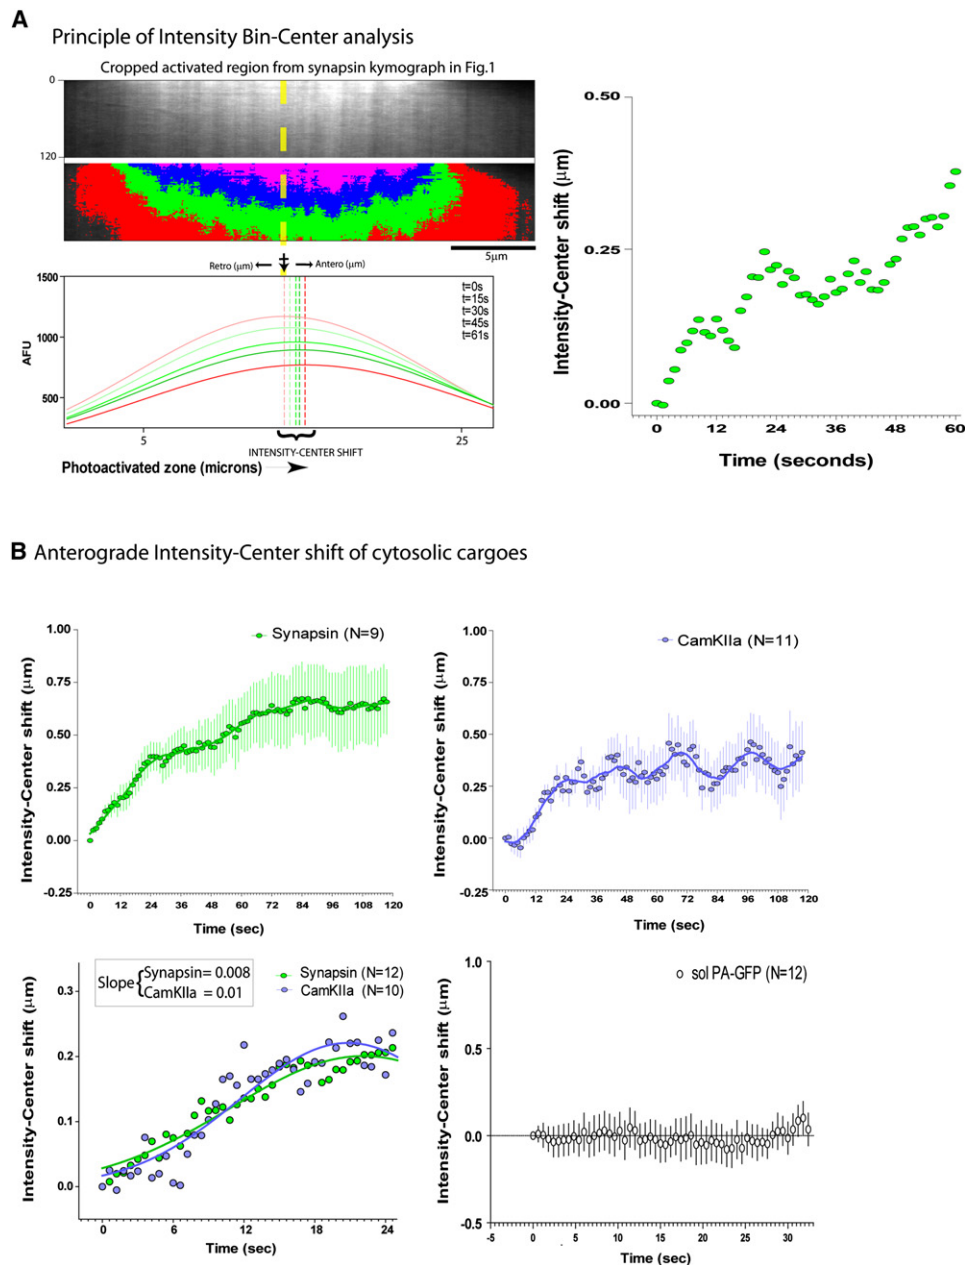 A
Principle of Intensity Bin-Center analysis
Cropped activated region from synapsin kymograph in Fig.1
0
120
5μm
Retro (μm)
+
Antero (μm)
1500
1000
500
AFU
t=0s
t=15s
t=30s
t=45s
t=61s
5
25
INTENSITY-CENTER SHIFT
Photoactivated zone (microns)
0.50
0.25
0.00
Intensity-Center shift (μm)
0 12 24 36 48 60
Time (seconds)
B Anterograde Intensity-Center shift of cytosolic cargoes
Synapsin (N=9)
1.00
0.75
0.50
0.25
0.00
-0.25
Intensity-Center shift (μm)
0 12 24 36 48 60 72 84 96 108 120
Time (sec)
CamKIIa (N=11)
1.00
0.75
0.50
0.25
0.00
-0.25
Intensity-Center shift (μm)
0 12 24 36 48 60 72 84 96 108 120
Time (sec)
Slope { Synapsin= 0.008
CamKIIa = 0.01
Synapsin (N=12)
CamKIIa (N=10)
0.3
0.2
0.1
0.0
Intensity-Center shift (μm)
0 6 12 18 24
Time (sec)
sol PA-GFP (N=12)
1.0
0.5
0.0
-0.5
Intensity-Center shift (μm)
-5 0 5 10 15 20 25 30
Time (sec)